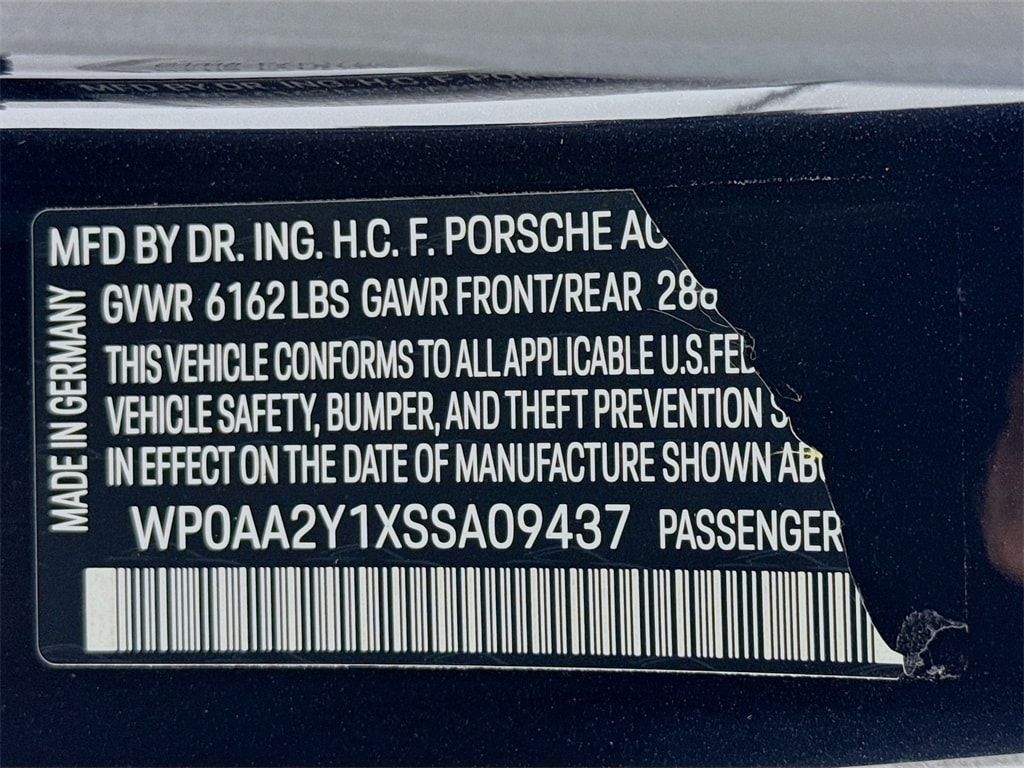 MFD BY DR. ING. H.C. F. PORSCHE AG
MADE IN GERMANY
GVWR 6162 LBS GAWR FRONT/REAR
THIS VEHICLE CONFORMS TO ALL APPLICABLE U.S.FED
VEHICLE SAFETY, BUMPER, AND THEFT PREVENTION S
IN EFFECT ON THE DATE OF MANUFACTURE SHOWN ABO
WP0AA2Y1XSSA09437 PASSENGER